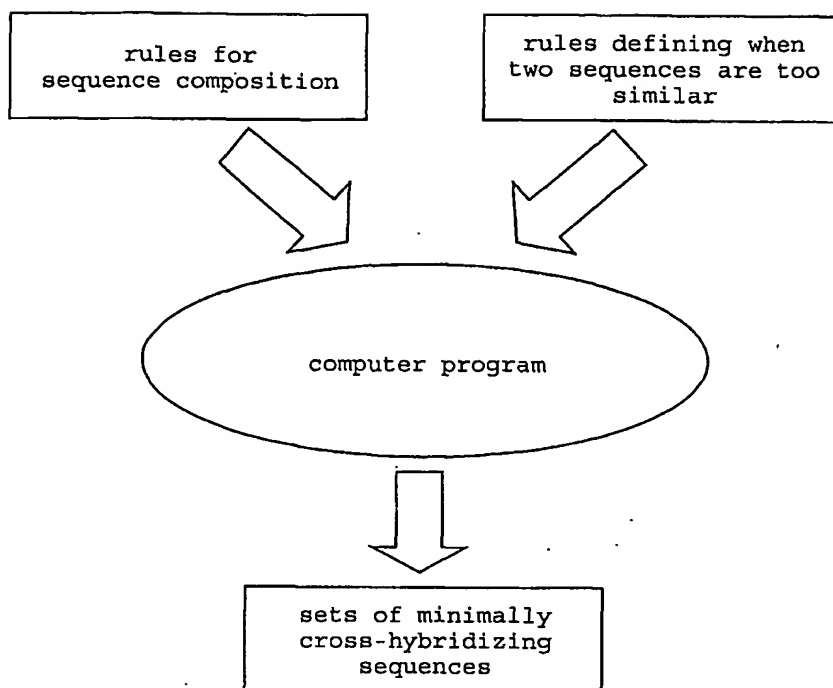 rules for
sequence composition
rules defining when
two sequences are too
similar
computer program
sets of minimally
cross-hybridizing
sequences